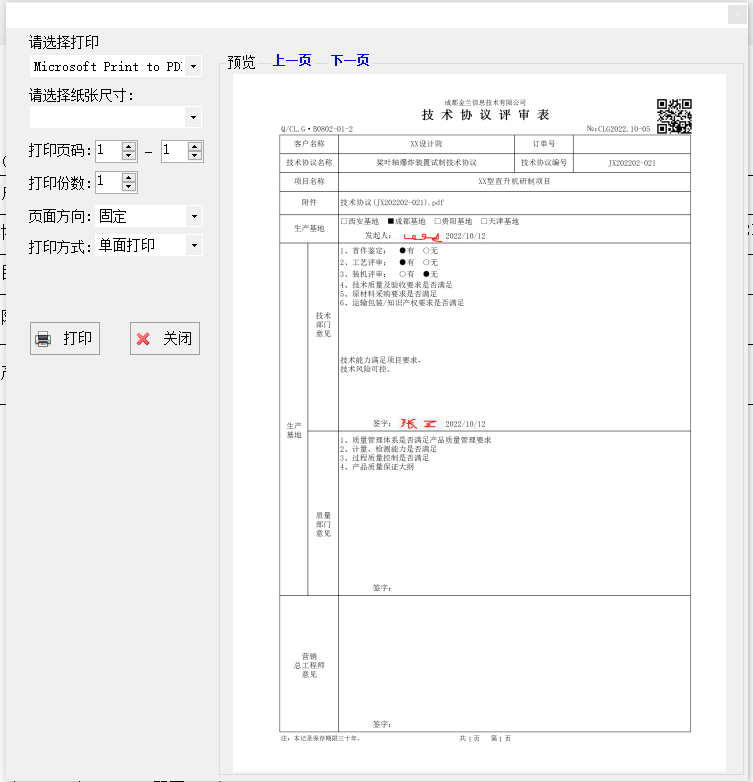 请选择打印
Microsoft Print to PD
请选择纸张尺寸：
打印页码：1 — 1
打印份数：1
页面方向：固定
打印方式：单面打印
打印 关闭
预览 上一页 下一页
成都金兰信息技术有限公司
技术协议评审表
Q/CL.G·B0802-01-2 №:CLG2022.10-05
客户名称 XX设计院 订单号
技术协议名称 桨叶轴爆炸装置试制技术协议 技术协议编号 JX202202-021
项目名称 XX型直升机研制项目
附件 技术协议(JX202202-021).pdf
生产基地 □西安基地 ■成都基地 □贵阳基地 □天津基地
发起人： 2022/10/12
生产基地
技术部门意见
1、首件鉴定： ●有 ○无
2、工艺评审： ●有 ○无
3、装机评审： ○有 ●无
4、技术质量及验收要求是否满足
5、原材料采购要求是否满足
6、运输包装/知识产权要求是否满足
技术能力满足项目要求，
技术风险可控。
签字： 张三 2022/10/12
质量部门意见
1、质量管理体系是否满足产品质量管理要求
2、计量、检测能力是否满足
3、过程质量控制是否满足
4、产品质量保证大纲
签字：
营销
总工程师
意见
签字：
注：本记录保存期限三十年。 共 1 页 第 1 页